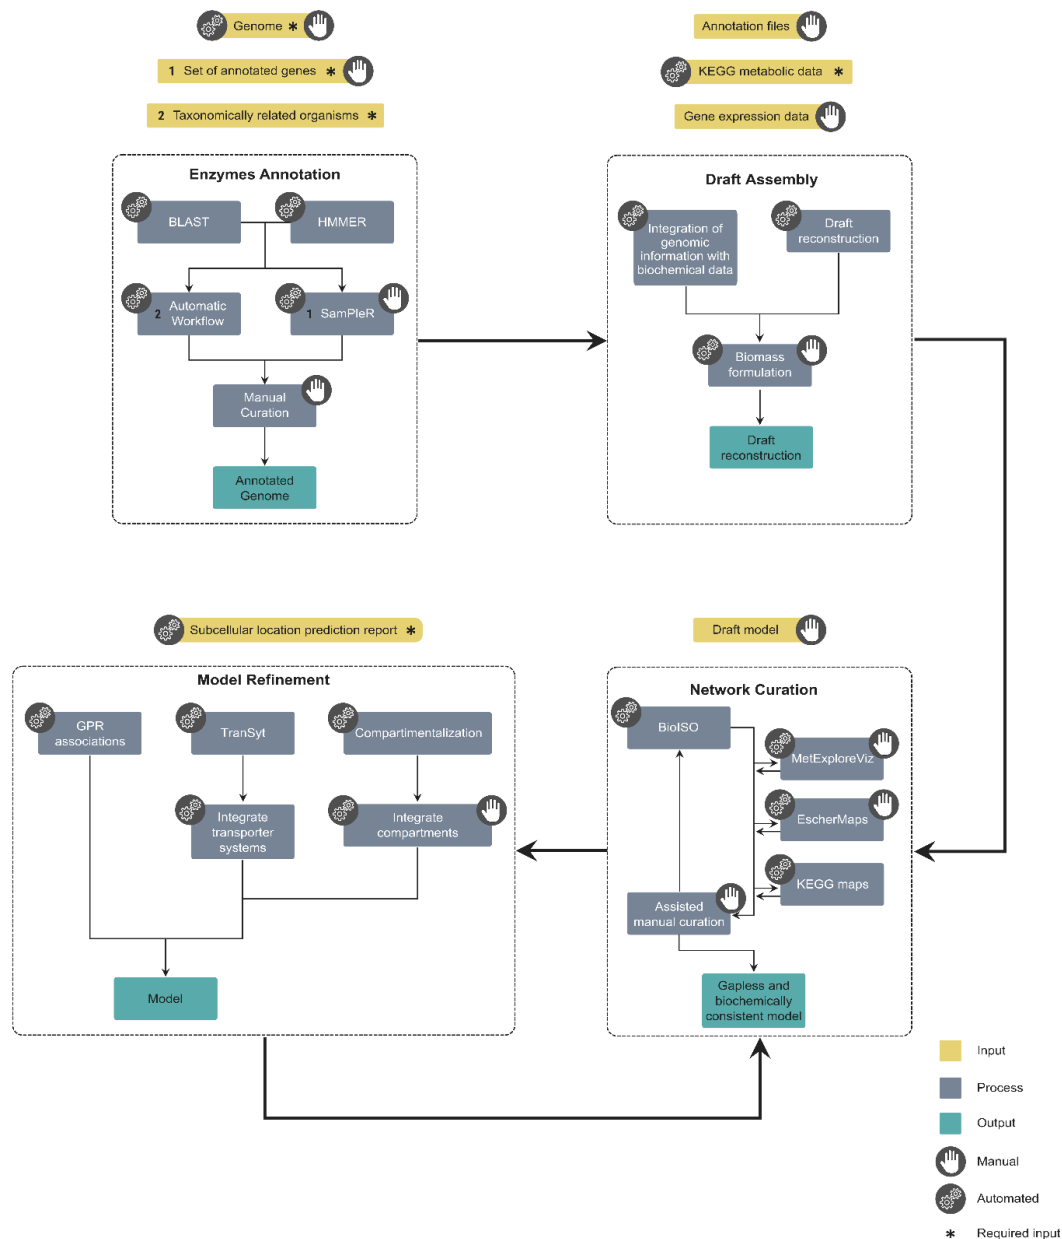 Genome *
1 Set of annotated genes *
2 Taxonomically related organisms *
Annotation files
KEGG metabolic data *
Gene expression data
Enzymes Annotation
BLAST
HMMER
2 Automatic
Workflow
1 SamPleR
Manual
Curation
Annotated
Genome
Draft Assembly
Integration of
genomic
information with
biochemical data
Draft
reconstruction
Biomass
formulation
Draft
reconstruction
Subcellular location prediction report *
Model Refinement
GPR
associations
TranSyt
Compartimentalization
Integrate
transporter
systems
Integrate
compartments
Model
Draft model
Network Curation
BioISO
MetExploreViz
EscherMaps
KEGG maps
Assisted
manual curation
Gapless and
biochemically
consistent model
Input
Process
Output
Manual
Automated
* Required input